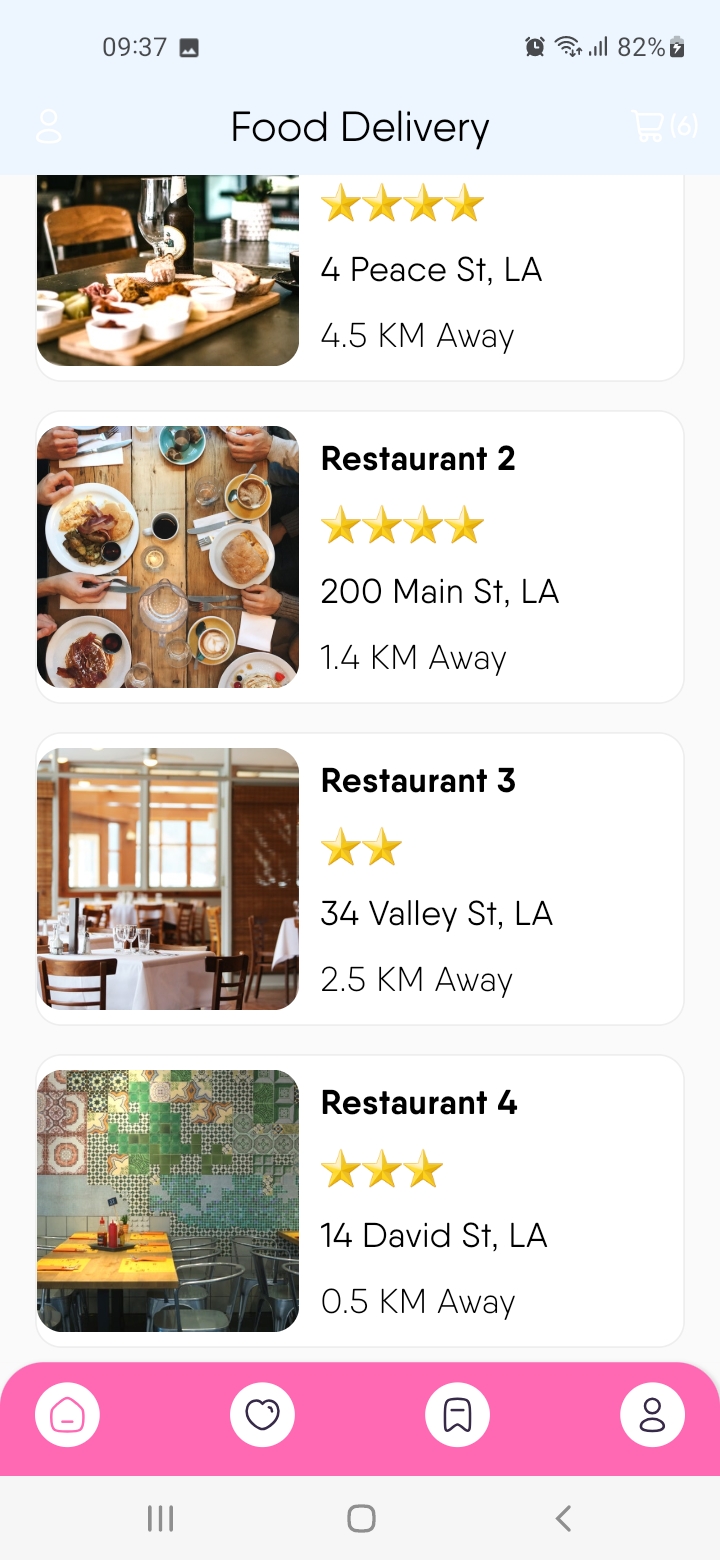 09:37
82%
Food Delivery
(6)
4 Peace St, LA
4.5 KM Away
Restaurant 2
200 Main St, LA
1.4 KM Away
Restaurant 3
34 Valley St, LA
2.5 KM Away
Restaurant 4
14 David St, LA
0.5 KM Away